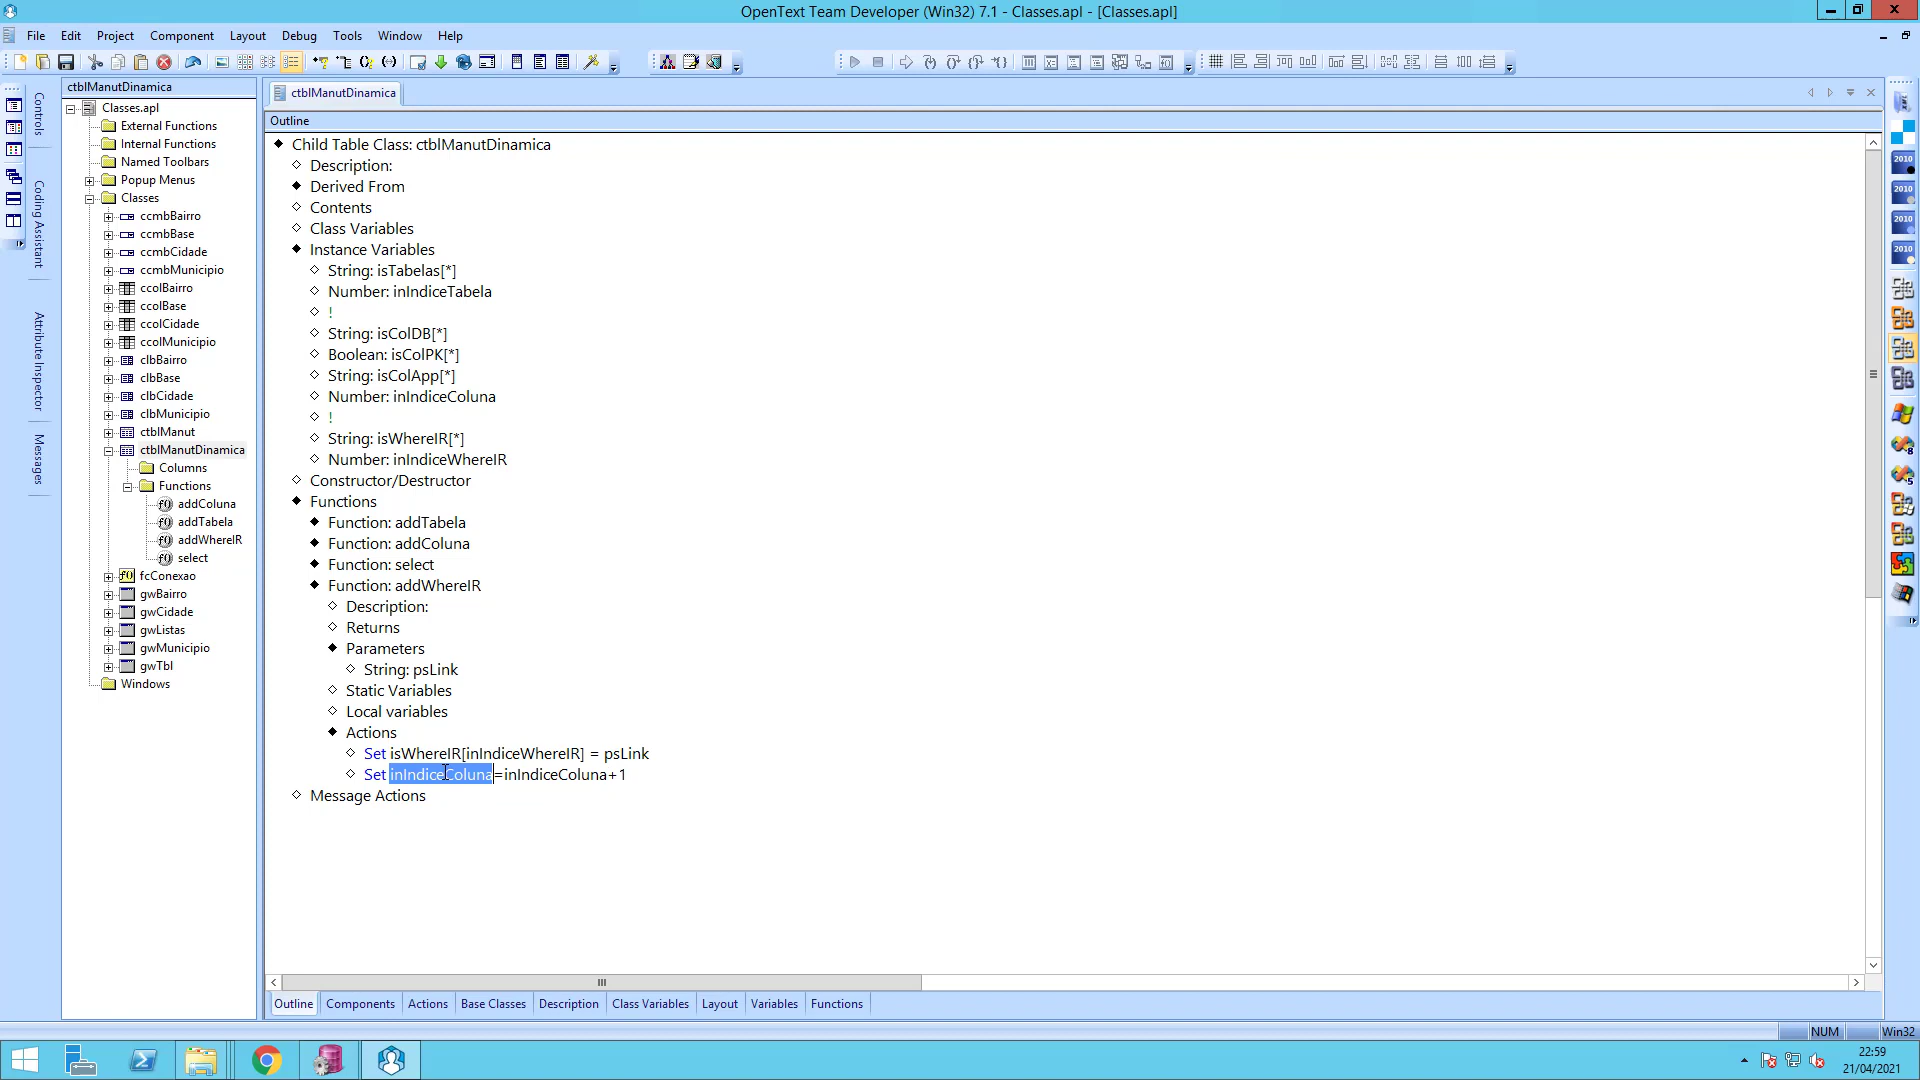 OpenText Team Developer (Win32) 7.1 - Classes.apl - [Classes.apl]
File Edit Project Component Layout Debug Tools Window Help
ctblManutDinamica
ctblManutDinamica
Controls
Coding Assistant
Attribute Inspector
Messages
Classes.apl
External Functions
Internal Functions
Named Toolbars
Popup Menus
Classes
ccmbBairro
ccmbBase
ccmbCidade
ccmbMunicipio
ccolBairro
ccolBase
ccolCidade
ccolMunicipio
clbBairro
clbBase
clbCidade
clbMunicipio
ctblManut
ctblManutDinamica
Columns
Functions
addColuna
addTabela
addWhereIR
select
fcConexao
gwBairro
gwCidade
gwListas
gwMunicipio
gwTbl
Windows
Outline
Child Table Class: ctblManutDinamica
Description:
Derived From
Contents
Class Variables
Instance Variables
String: isTabelas[*]
Number: inIndiceTabela
!
String: isColDB[*]
Boolean: isColPK[*]
String: isColApp[*]
Number: inIndiceColuna
!
String: isWhereIR[*]
Number: inIndiceWhereIR
Constructor/Destructor
Functions
Function: addTabela
Function: addColuna
Function: select
Function: addWhereIR
Description:
Returns
Parameters
String: psLink
Static Variables
Local variables
Actions
Set isWhereIR[inIndiceWhereIR] = psLink
Set inIndiceColuna=inIndiceColuna+1
Message Actions
2010
2010
2010
2010
Outline Components Actions Base Classes Description Class Variables Layout Variables Functions
NUM Win32
22:59
21/04/2021